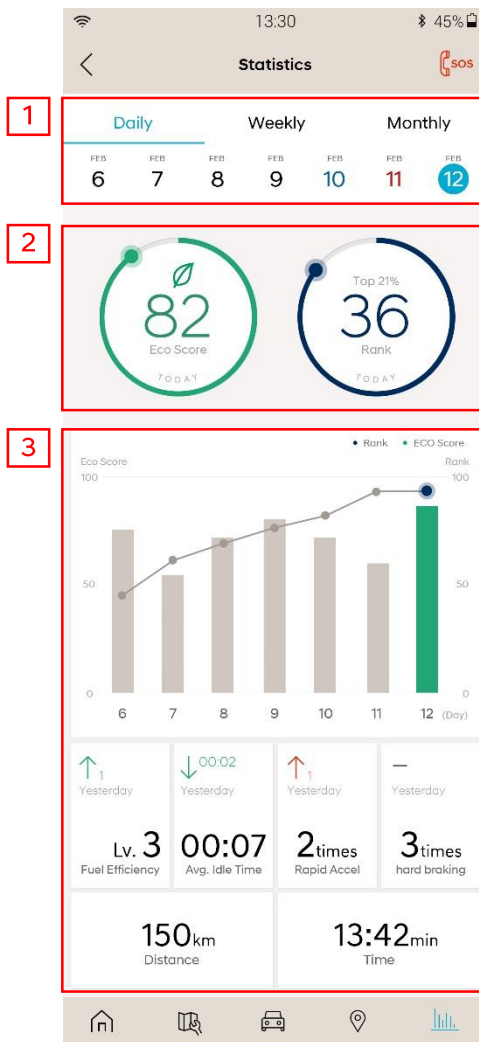 13:30 45%
Statistics SOS
1
Daily Weekly Monthly
FEB FEB FEB FEB FEB FEB FEB
6 7 8 9 10 11 12
2
82
Eco Score
TODAY
Top 21%
36
Rank
TODAY
3
Rank ECO Score
Eco Score Rank
100 100
50 50
0 0
6 7 8 9 10 11 12 (Day)
1 00:02 1 –
Yesterday Yesterday Yesterday Yesterday
Lv. 3 00:07 2times 3times
Fuel Efficiency Avg. Idle Time Rapid Accel hard braking
150km 13:42min
Distance Time